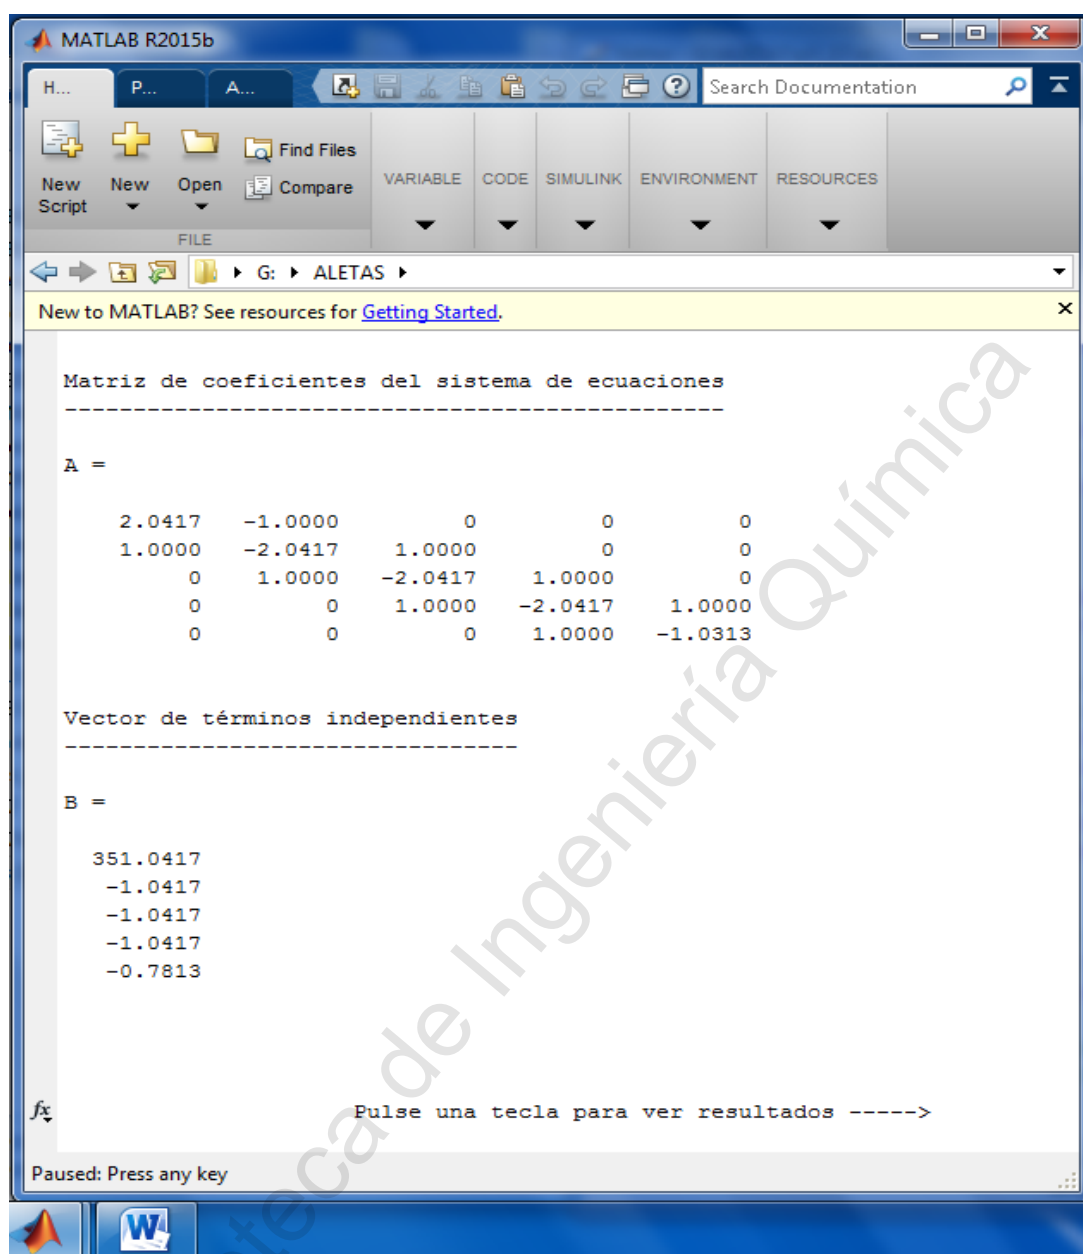 MATLAB R2015b
H... P... A... Search Documentation
New Script New Open Find Files Compare VARIABLE CODE SIMULINK ENVIRONMENT RESOURCES
FILE
G: ALETAS
New to MATLAB? See resources for Getting Started.
Matriz de coeficientes del sistema de ecuaciones
------------------------------------------------
A =
2.0417 -1.0000 0 0 0
1.0000 -2.0417 1.0000 0 0
0 1.0000 -2.0417 1.0000 0
0 0 1.0000 -2.0417 1.0000
0 0 0 1.0000 -1.0313
Vector de términos independientes
---------------------------------
B =
351.0417
-1.0417
-1.0417
-1.0417
-0.7813
fx Pulse una tecla para ver resultados ----->
Paused: Press any key
de Ingeniería Química